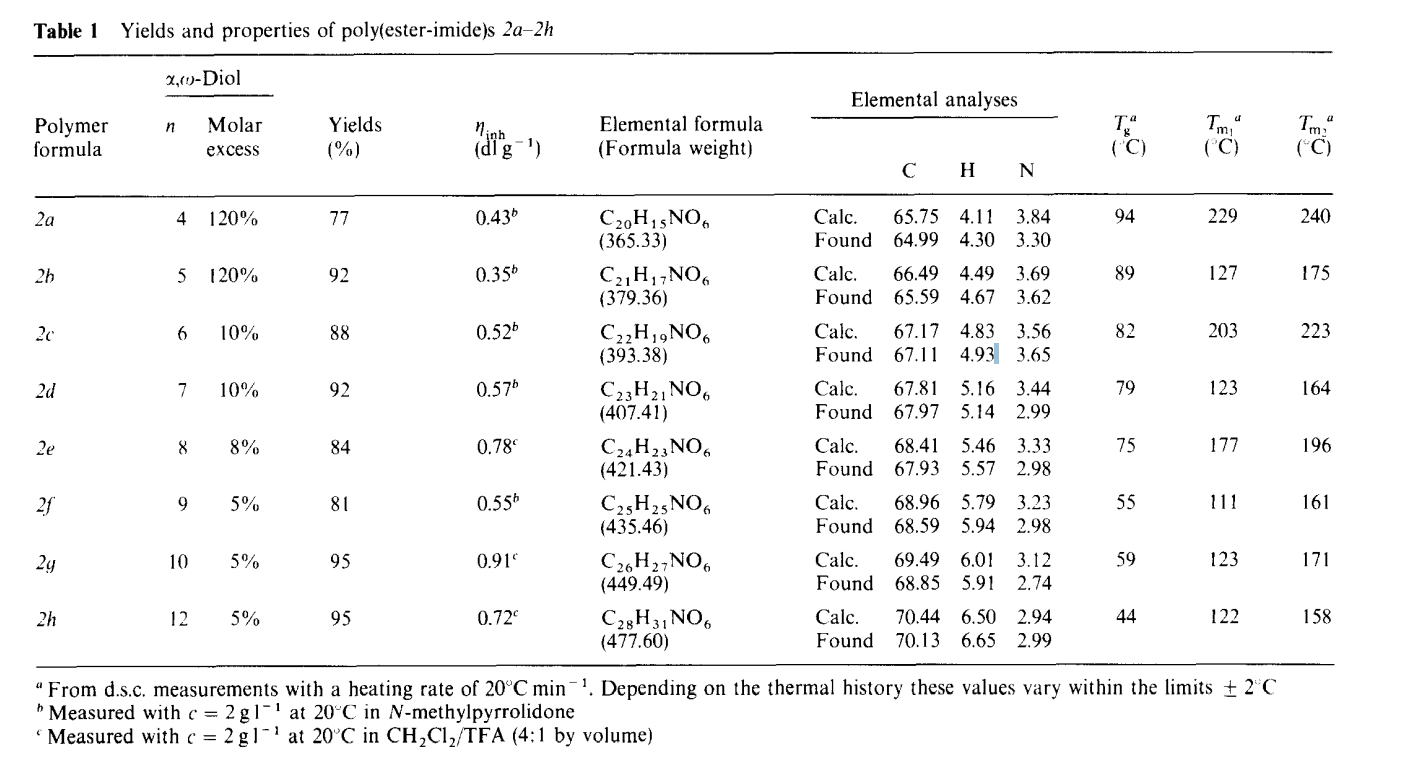 Table 1 Yields and properties of poly(ester-imide)s 2a–2h
α,ω-Diol
Elemental analyses
Polymer formula n Molar excess Yields (%) ηinh (dl g⁻¹) Elemental formula (Formula weight) C H N Tgᵃ (°C) Tm₁ᵃ (°C) Tm₂ᵃ (°C)
2a 4 120% 77 0.43ᵇ C₂₀H₁₅NO₆ Calc. 65.75 4.11 3.84 94 229 240
(365.33) Found 64.99 4.30 3.30
2b 5 120% 92 0.35ᵇ C₂₁H₁₇NO₆ Calc. 66.49 4.49 3.69 89 127 175
(379.36) Found 65.59 4.67 3.62
2c 6 10% 88 0.52ᵇ C₂₂H₁₉NO₆ Calc. 67.17 4.83 3.56 82 203 223
(393.38) Found 67.11 4.93 3.65
2d 7 10% 92 0.57ᵇ C₂₃H₂₁NO₆ Calc. 67.81 5.16 3.44 79 123 164
(407.41) Found 67.97 5.14 2.99
2e 8 8% 84 0.78ᶜ C₂₄H₂₃NO₆ Calc. 68.41 5.46 3.33 75 177 196
(421.43) Found 67.93 5.57 2.98
2f 9 5% 81 0.55ᵇ C₂₅H₂₅NO₆ Calc. 68.96 5.79 3.23 55 111 161
(435.46) Found 68.59 5.94 2.98
2g 10 5% 95 0.91ᶜ C₂₆H₂₇NO₆ Calc. 69.49 6.01 3.12 59 123 171
(449.49) Found 68.85 5.91 2.74
2h 12 5% 95 0.72ᶜ C₂₈H₃₁NO₆ Calc. 70.44 6.50 2.94 44 122 158
(477.60) Found 70.13 6.65 2.99
ᵃ From d.s.c. measurements with a heating rate of 20°C min⁻¹. Depending on the thermal history these values vary within the limits ± 2°C
ᵇ Measured with c = 2 g l⁻¹ at 20°C in N-methylpyrrolidone
ᶜ Measured with c = 2 g l⁻¹ at 20°C in CH₂Cl₂/TFA (4:1 by volume)